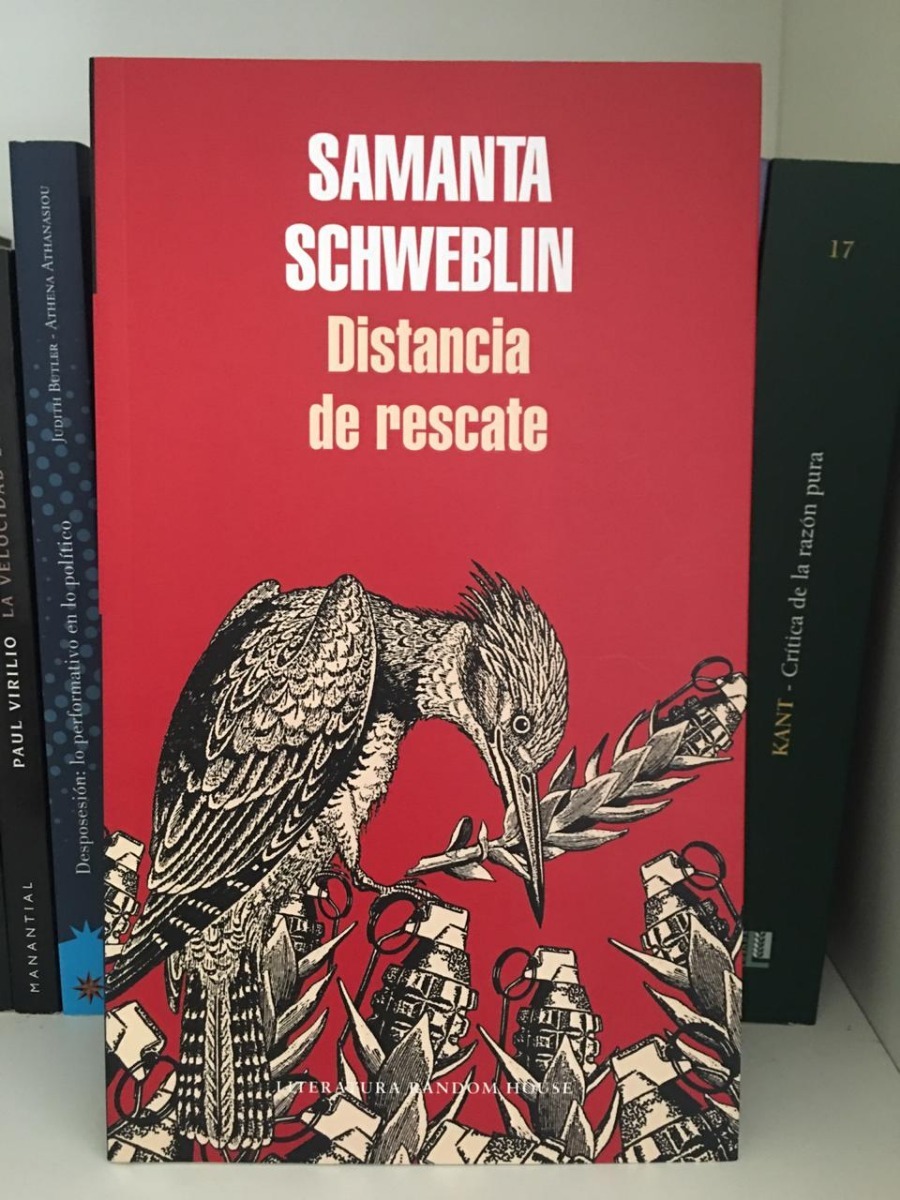 SAMANTA
SCHWEBLIN
Distancia
de rescate
LITERATURA RANDOM HOUSE
PAUL VIRILIO LA VELOCIDAD
MANANTIAL
JUDITH BUTLER - ATHENA ATHANASIOU
Desposesión: lo performativo en lo político
17
KANT - Crítica de la razón pura